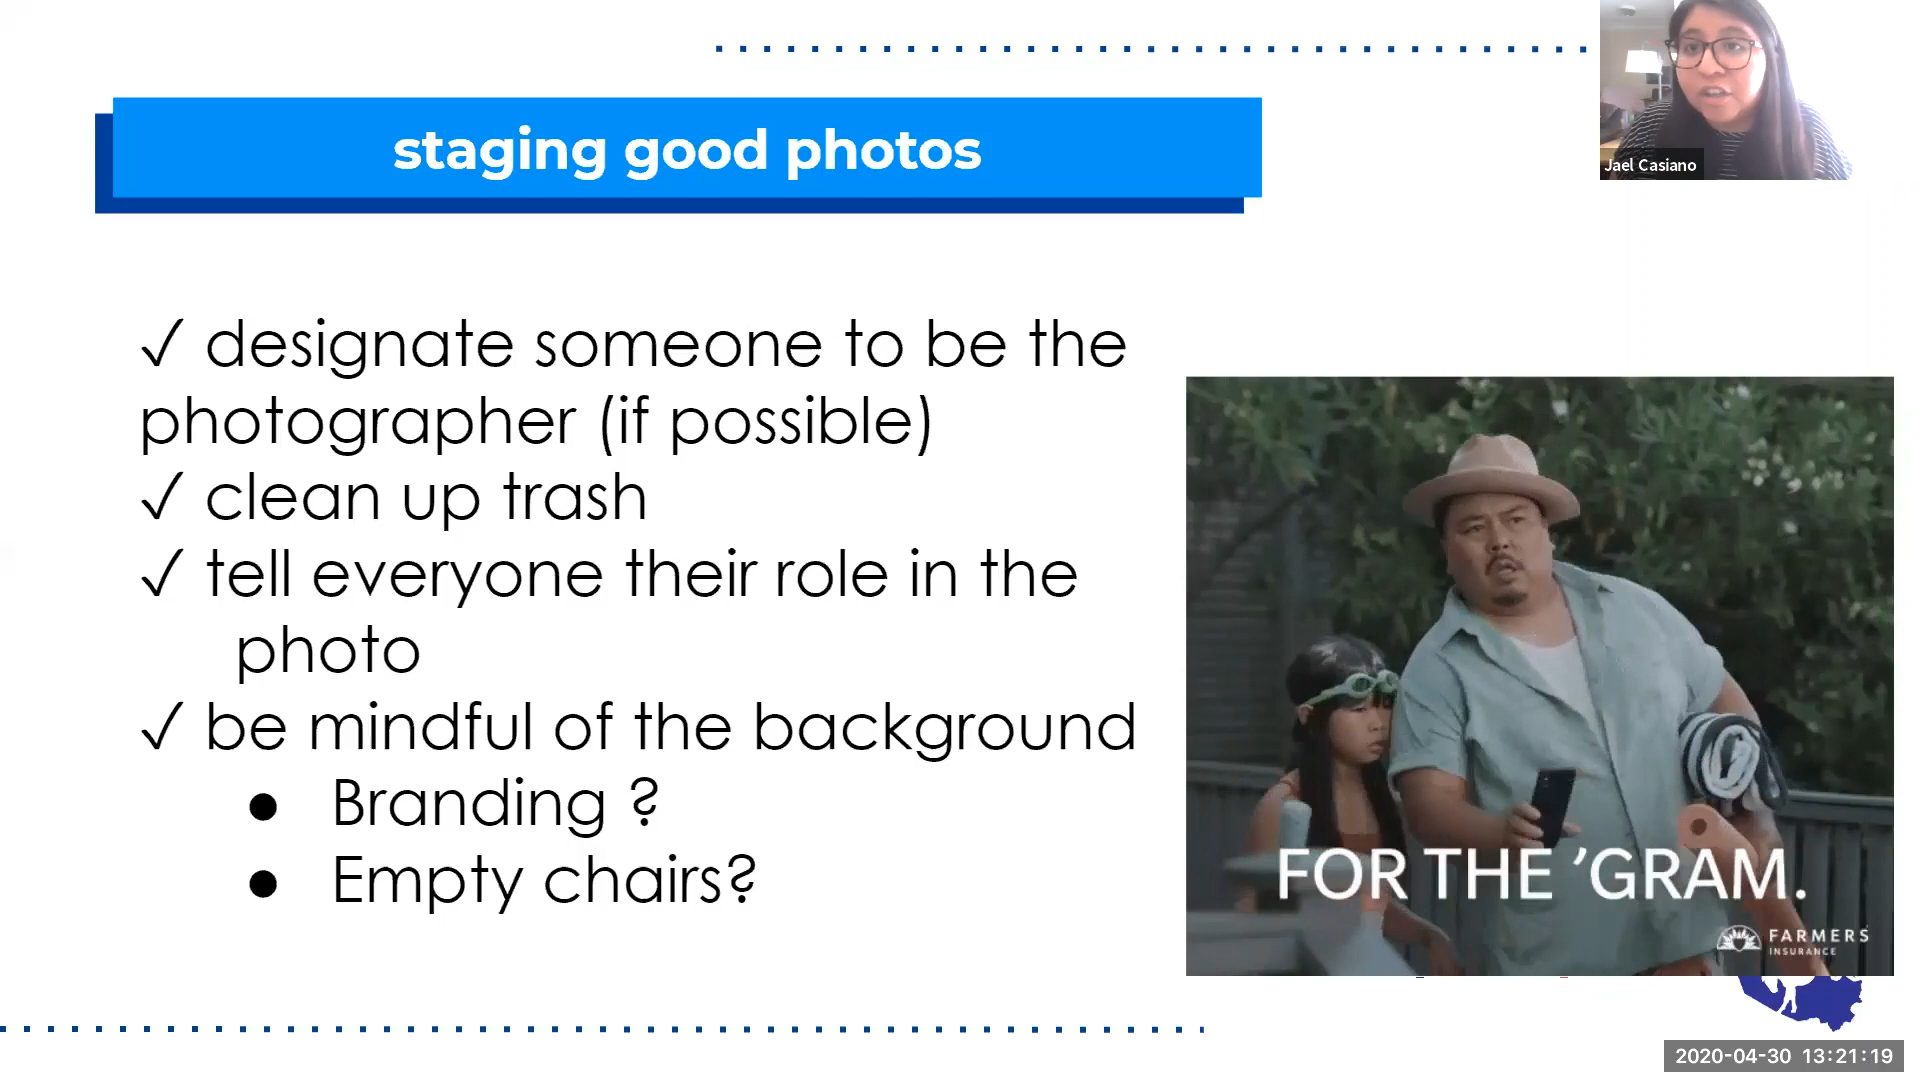 Jael Casiano
staging good photos
✓ designate someone to be the
photographer (if possible)
✓ clean up trash
✓ tell everyone their role in the
photo
✓ be mindful of the background
● Branding ?
● Empty chairs?
FOR THE ’GRAM.
FARMERS
INSURANCE
2020-04-30 13:21:19